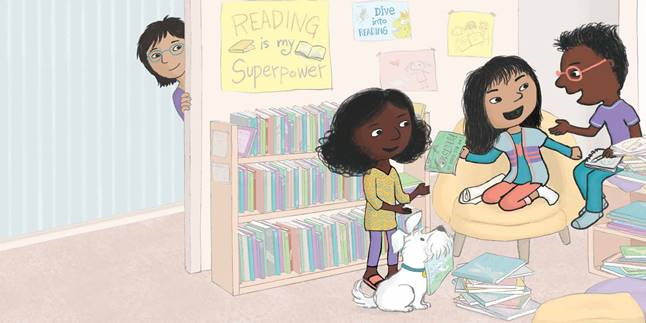 READING
is my
Superpower
Dive
into
READING